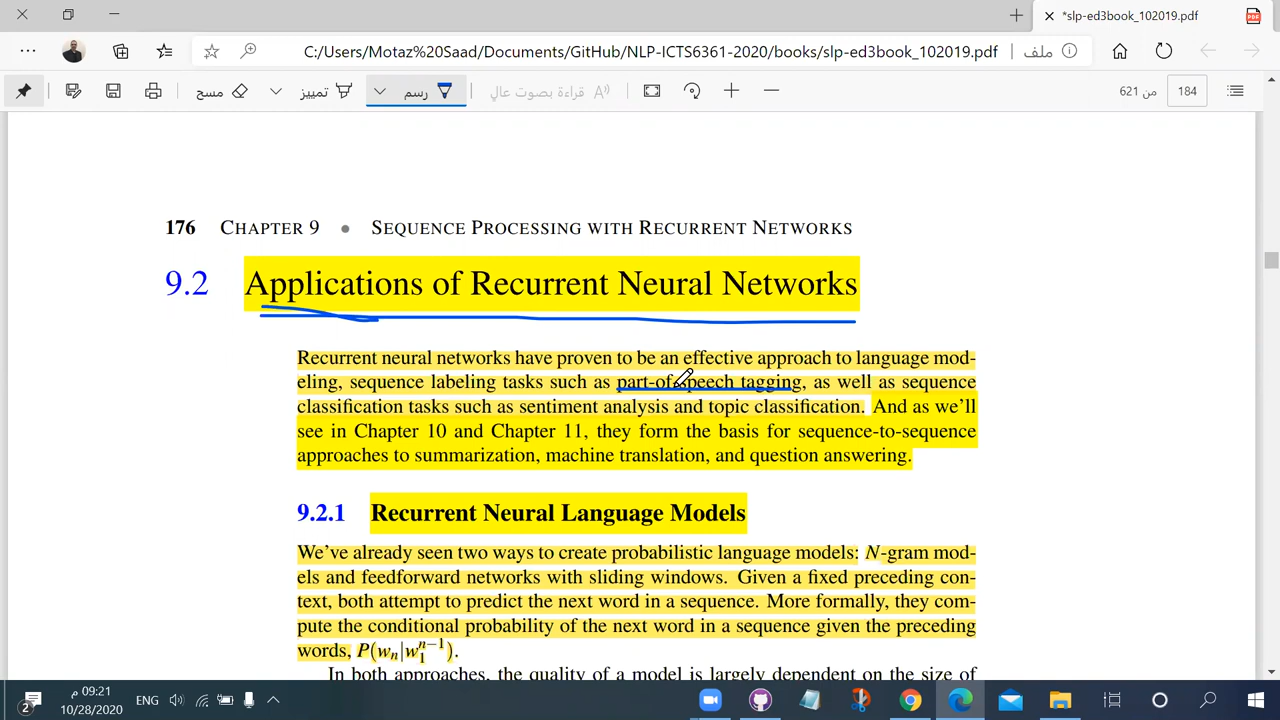 *slp-ed3book_102019.pdf
C:/Users/Motaz%20Saad/Documents/GitHub/NLP-ICTS6361-2020/books/slp-ed3book_102019.pdf
ملف
مسح
تمييز
رسم
قراءة بصوت عالٍ
184
من 621
176 CHAPTER 9 • SEQUENCE PROCESSING WITH RECURRENT NETWORKS
9.2 Applications of Recurrent Neural Networks
Recurrent neural networks have proven to be an effective approach to language mod-
eling, sequence labeling tasks such as part-of-speech tagging, as well as sequence
classification tasks such as sentiment analysis and topic classification. And as we'll
see in Chapter 10 and Chapter 11, they form the basis for sequence-to-sequence
approaches to summarization, machine translation, and question answering.
9.2.1 Recurrent Neural Language Models
We've already seen two ways to create probabilistic language models: N-gram mod-
els and feedforward networks with sliding windows. Given a fixed preceding con-
text, both attempt to predict the next word in a sequence. More formally, they com-
pute the conditional probability of the next word in a sequence given the preceding
words, P(wₙ|w₁ⁿ⁻¹).
In both approaches, the quality of a model is largely dependent on the size of
2
09:21 م
10/28/2020
ENG